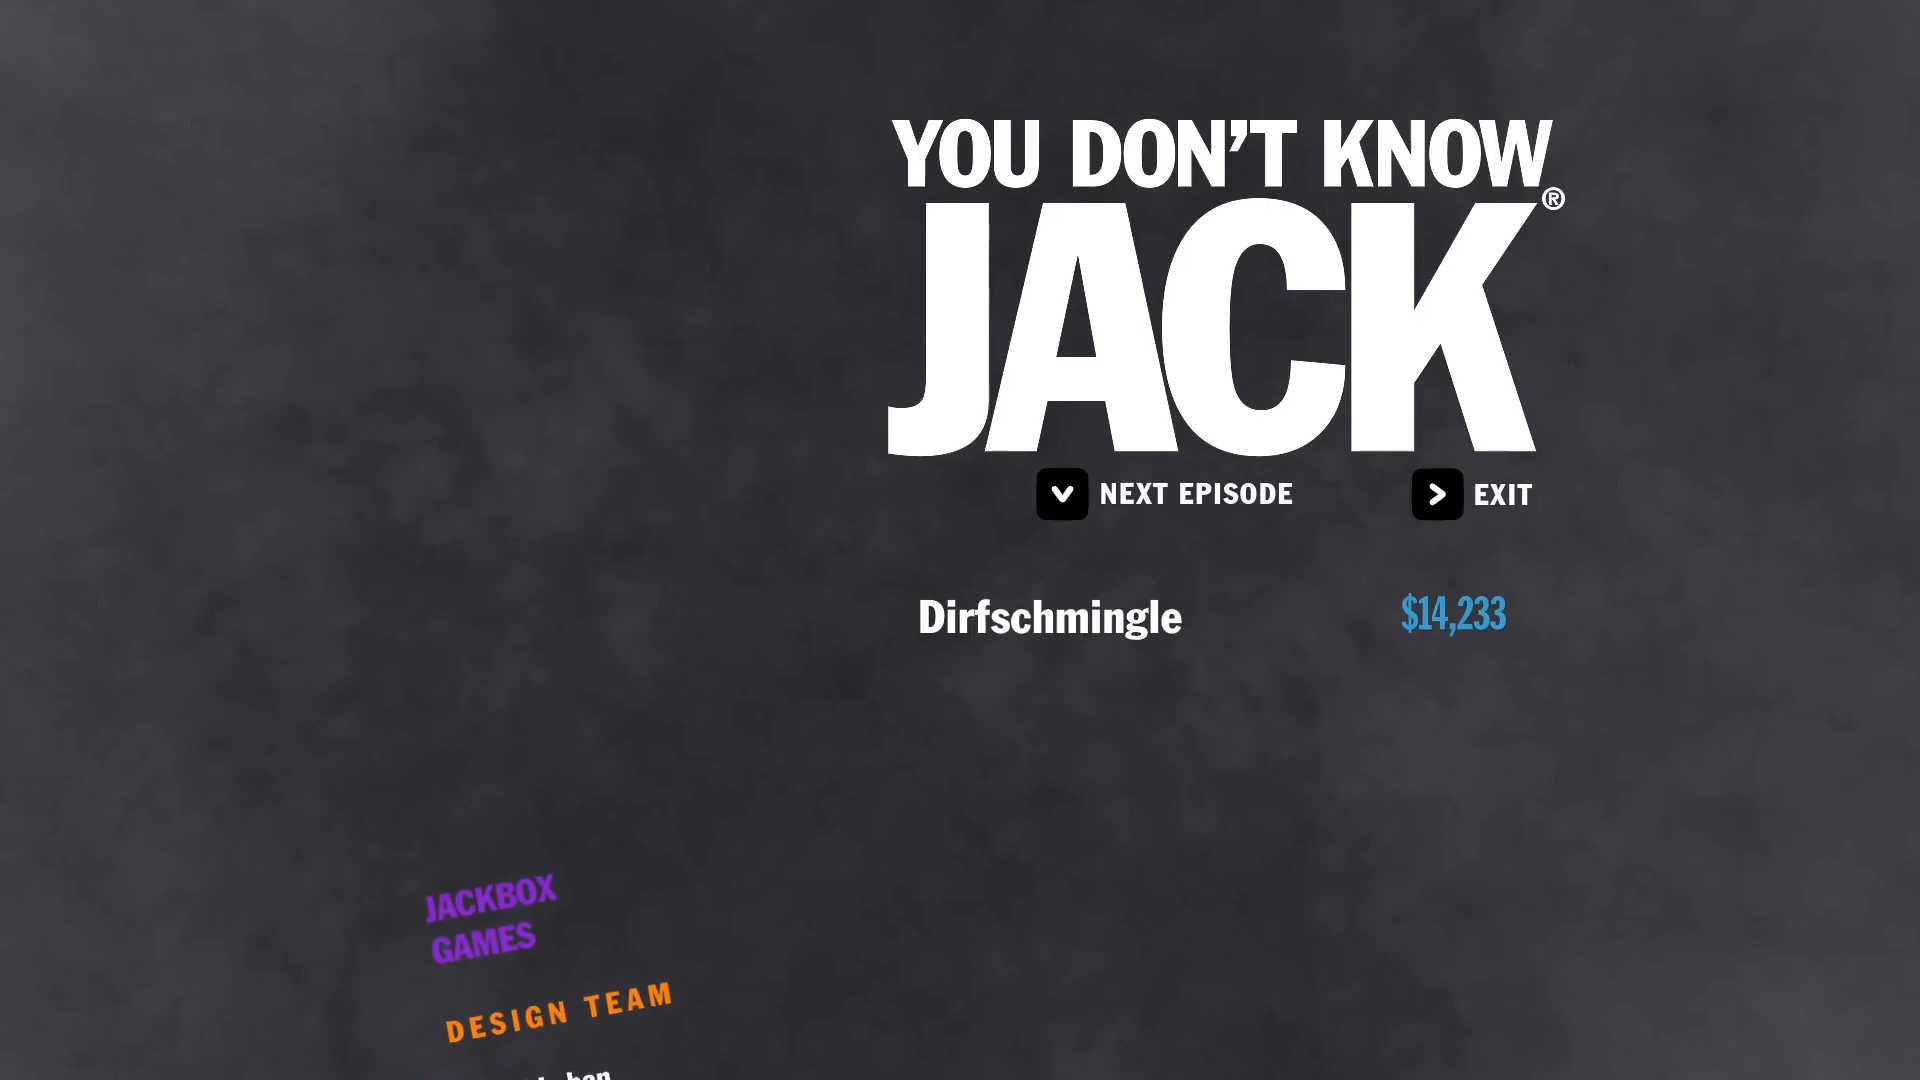 YOU DON'T KNOW
JACK®
NEXT EPISODE
EXIT
Dirfschmingle
$14,233
JACKBOX
GAMES
DESIGN TEAM